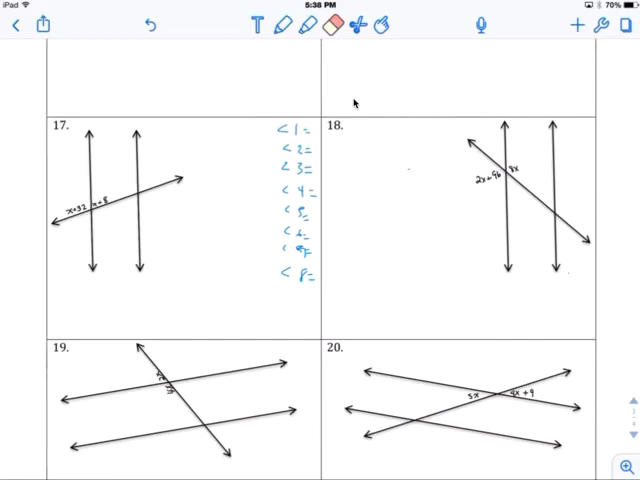 iPad
5:38 PM
70%
T
17.
x+32
x+8
<1=
<2=
<3=
<4=
<5=
<6=
<8=
18.
2x+96
8x
19.
20.
5x
4x+9